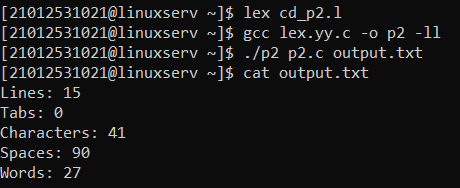 [21012531021@linuxserv ~]$ lex cd_p2.l
[21012531021@linuxserv ~]$ gcc lex.yy.c -o p2 -ll
[21012531021@linuxserv ~]$ ./p2 p2.c output.txt
[21012531021@linuxserv ~]$ cat output.txt
Lines: 15
Tabs: 0
Characters: 41
Spaces: 90
Words: 27